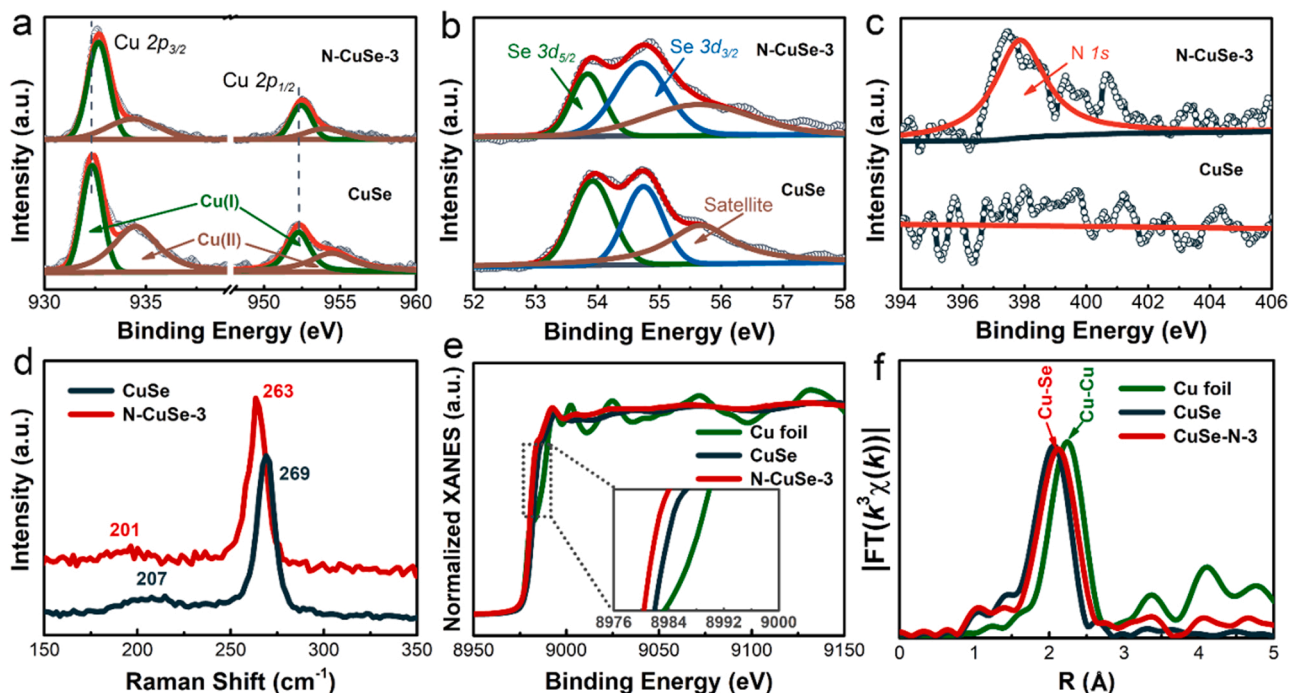 a
Cu 2p3/2
N-CuSe-3
Cu 2p1/2
CuSe
Cu(I)
Cu(II)
Intensity (a.u.)
930 935 950 955 960
Binding Energy (eV)
b
Se 3d5/2
Se 3d3/2
N-CuSe-3
CuSe
Satellite
Intensity (a.u.)
52 53 54 55 56 57 58
Binding Energy (eV)
c
N-CuSe-3
N 1s
CuSe
Intensity (a.u.)
394 396 398 400 402 404 406
Binding Energy (eV)
d
CuSe
N-CuSe-3
263
269
201
207
Intensity (a.u.)
150 200 250 300 350
Raman Shift (cm-1)
e
Cu foil
CuSe
N-CuSe-3
8976 8984 8992 9000
Normalized XANES (a.u.)
8950 9000 9050 9100 9150
Binding Energy (eV)
f
Cu-Se
Cu-Cu
Cu foil
CuSe
CuSe-N-3
|FT(k3χ(k))|
0 1 2 3 4 5
R (Å)